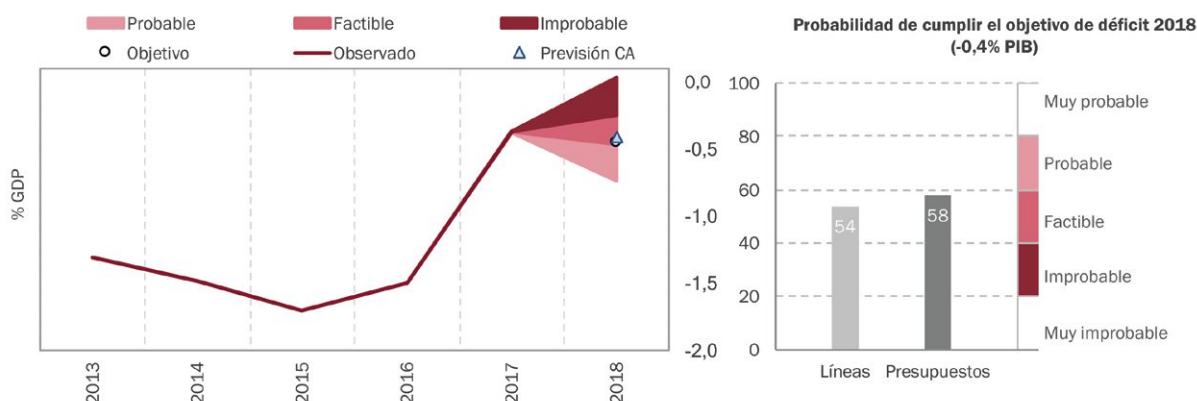 Probable Factible Improbable
Objetivo Observado Previsión CA
% GDP
0,0
-0,5
-1,0
-1,5
-2,0
2013 2014 2015 2016 2017 2018
Probabilidad de cumplir el objetivo de déficit 2018
(-0,4% PIB)
100
80
60
40
20
0
54
58
Líneas Presupuestos
Muy probable
Probable
Factible
Improbable
Muy improbable